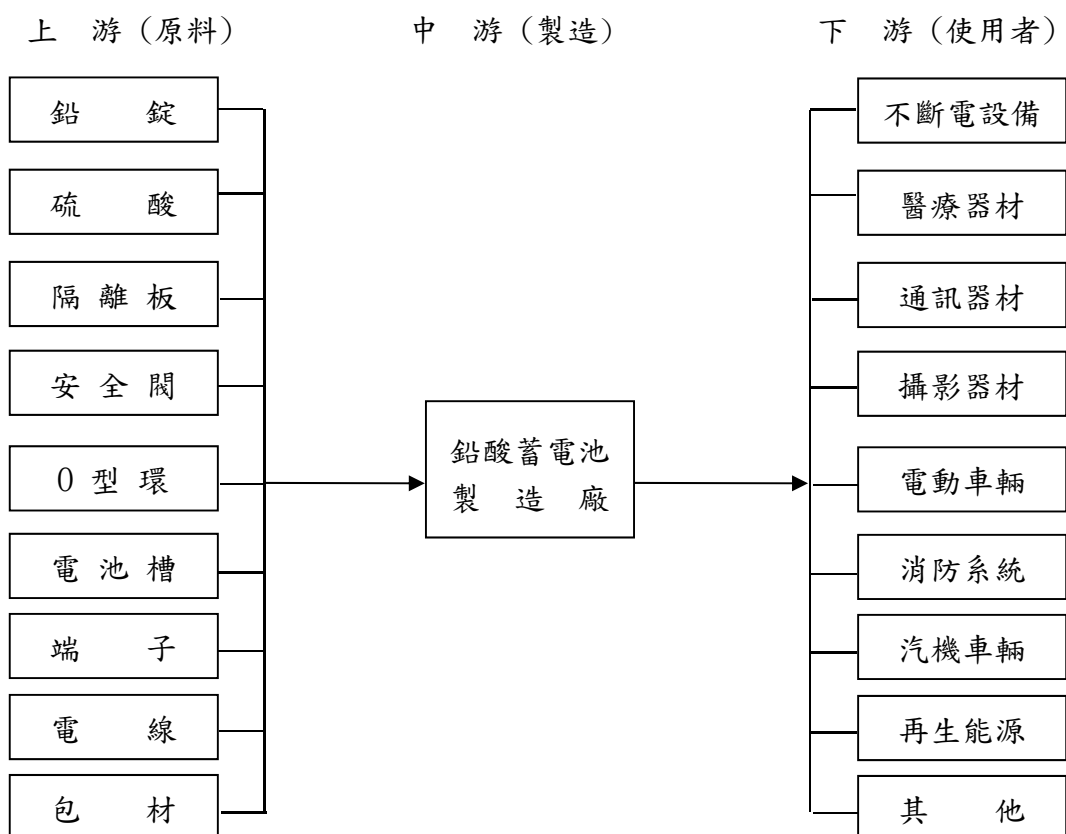 上　游(原料)
中　游(製造)
下　游(使用者)
鉛　錠
硫　酸
隔離板
安全閥
O型環
電池槽
端　子
電　線
包　材
鉛酸蓄電池
製　造　廠
不斷電設備
醫療器材
通訊器材
攝影器材
電動車輛
消防系統
汽機車輛
再生能源
其　他